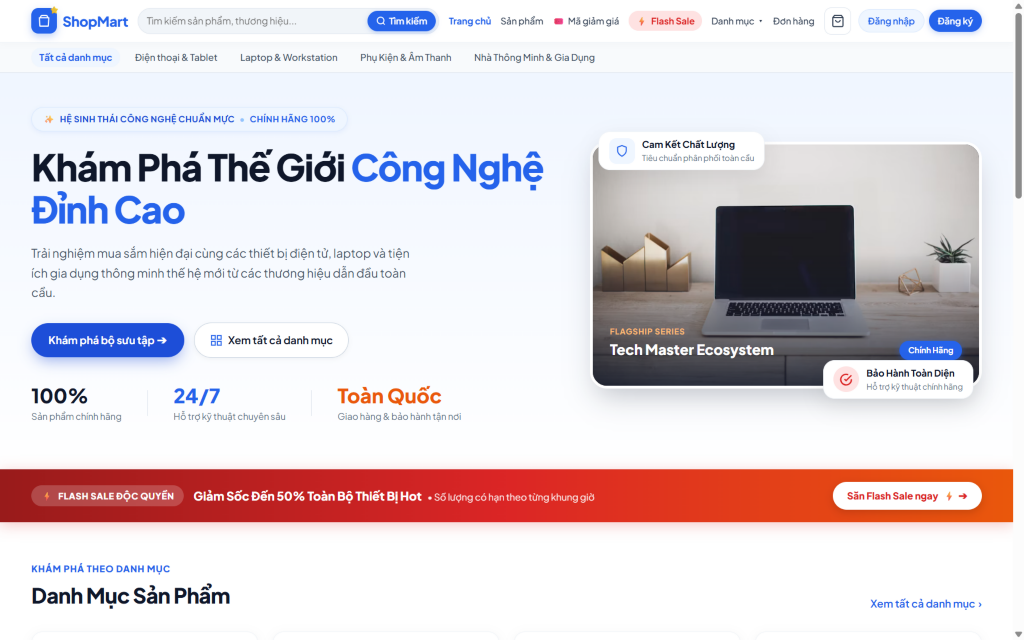 ShopMart
Tìm kiếm sản phẩm, thương hiệu...
Tìm kiếm
Trang chủ
Sản phẩm
Mã giảm giá
Flash Sale
Danh mục
Đơn hàng
Đăng nhập
Đăng ký
Tất cả danh mục
Điện thoại & Tablet
Laptop & Workstation
Phụ Kiện & Âm Thanh
Nhà Thông Minh & Gia Dụng
HỆ SINH THÁI CÔNG NGHỆ CHUẨN MỰC • CHÍNH HÃNG 100%
Khám Phá Thế Giới Công Nghệ
Đỉnh Cao
Trải nghiệm mua sắm hiện đại cùng các thiết bị điện tử, laptop và tiện
ích gia dụng thông minh thế hệ mới từ các thương hiệu dẫn đầu toàn
cầu.
Khám phá bộ sưu tập ➔
Xem tất cả danh mục
100%
Sản phẩm chính hãng
24/7
Hỗ trợ kỹ thuật chuyên sâu
Toàn Quốc
Giao hàng & bảo hành tận nơi
Cam Kết Chất Lượng
Tiêu chuẩn phân phối toàn cầu
FLAGSHIP SERIES
Tech Master Ecosystem
Chính Hãng
Bảo Hành Toàn Diện
Hỗ trợ kỹ thuật chính hãng
FLASH SALE ĐỘC QUYỀN
Giảm Sốc Đến 50% Toàn Bộ Thiết Bị Hot • Số lượng có hạn theo từng khung giờ
Săn Flash Sale ngay ➔
KHÁM PHÁ THEO DANH MỤC
Danh Mục Sản Phẩm
Xem tất cả danh mục ›